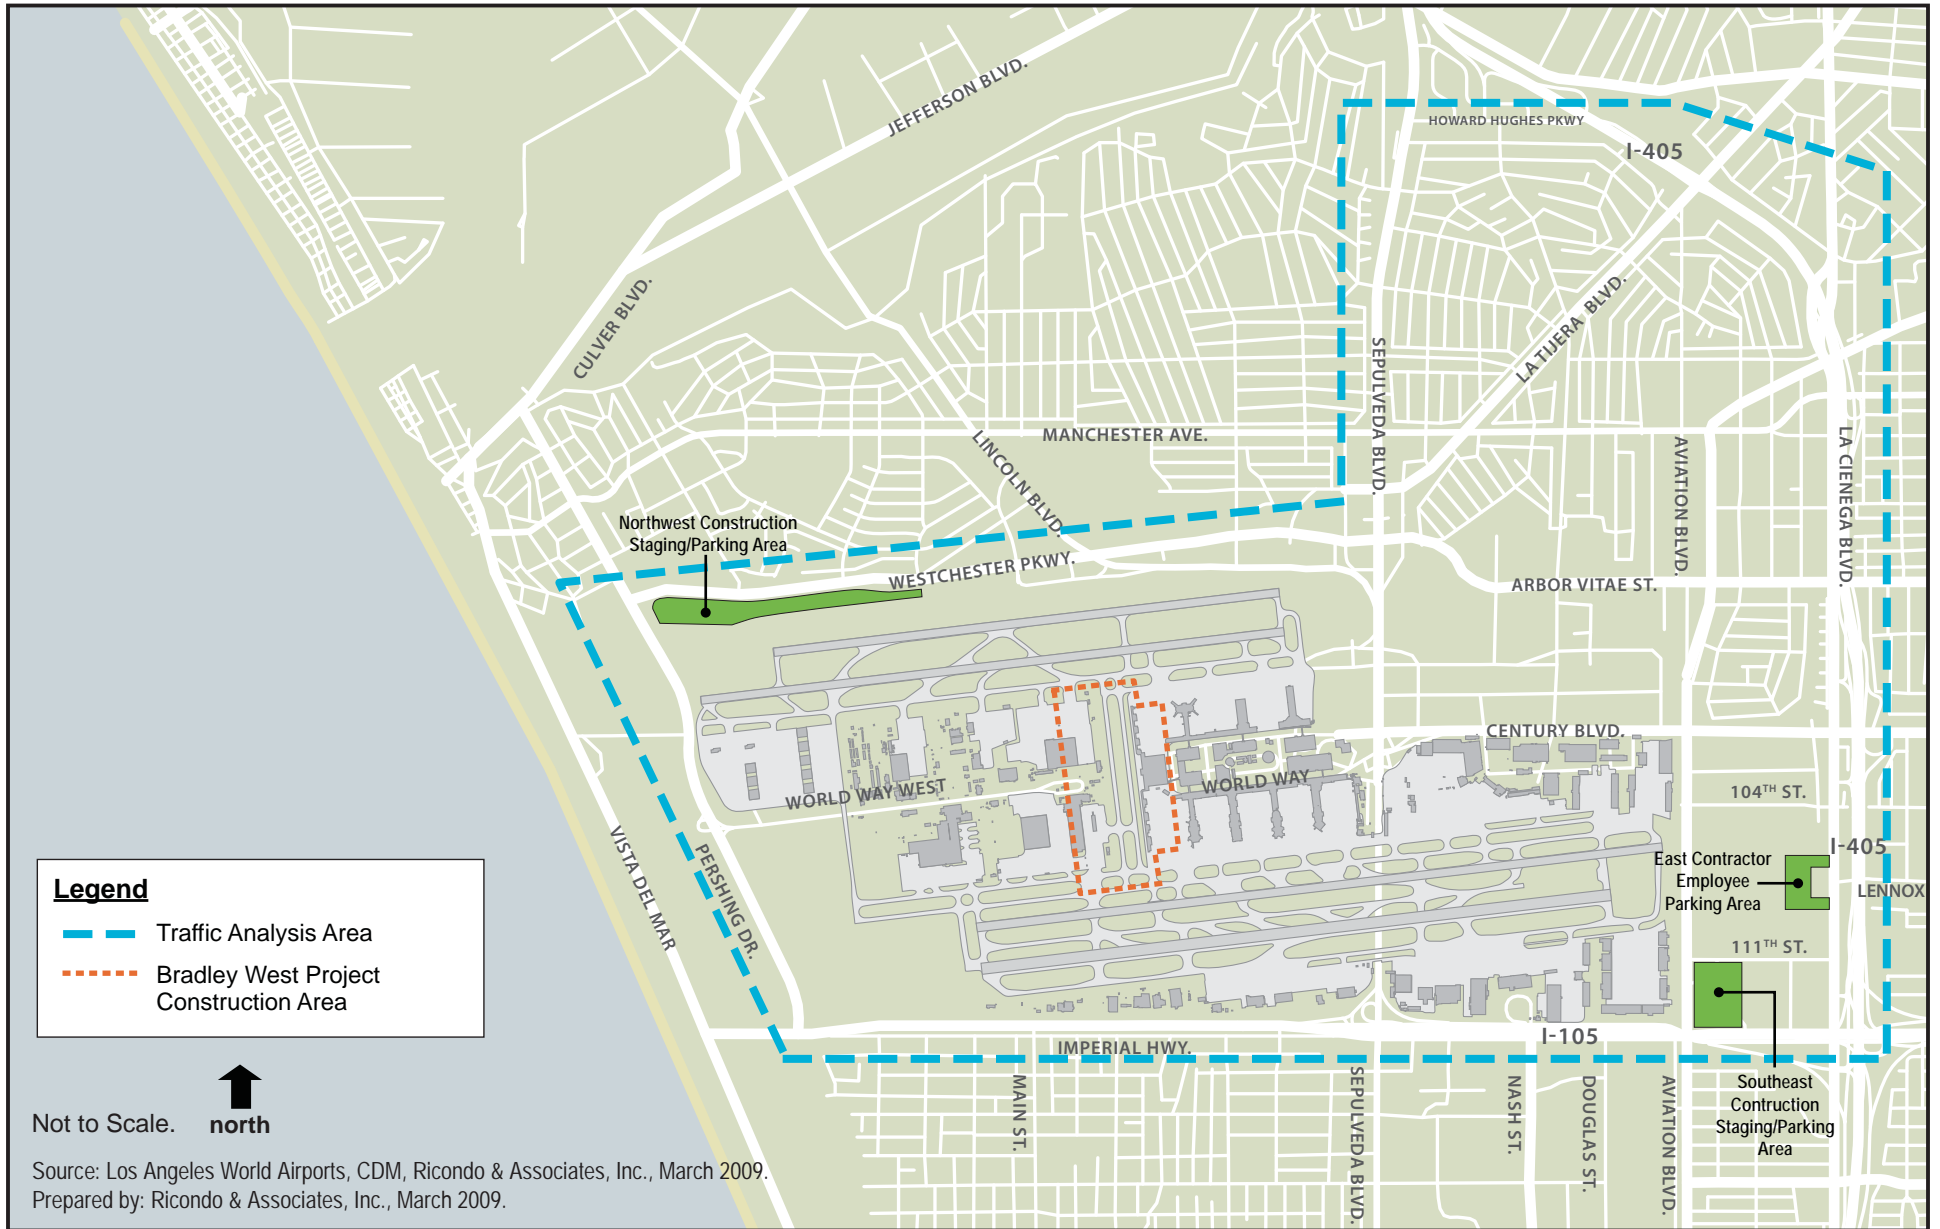 JEFFERSON BLVD.
HOWARD HUGHES PKWY
I-405
CULVER BLVD.
LA TIJERA BLVD.
SEPULVEDA BLVD.
MANCHESTER AVE.
LINCOLN BLVD.
AVIATION BLVD.
LA CIENEGA BLVD.
Northwest Construction
Staging/Parking Area
WESTCHESTER PKWY.
ARBOR VITAE ST.
CENTURY BLVD.
WORLD WAY WEST
WORLD WAY
104TH ST.
I-405
East Contractor
Employee
Parking Area
LENNOX
111TH ST.
VISTA DEL MAR
PERSHING DR.
I-105
IMPERIAL HWY.
MAIN ST.
SEPULVEDA BLVD.
NASH ST.
DOUGLAS ST.
AVIATION BLVD.
Southeast
Contruction
Staging/Parking
Area
Legend
Traffic Analysis Area
Bradley West Project
Construction Area
Not to Scale.
north
Source: Los Angeles World Airports, CDM, Ricondo & Associates, Inc., March 2009.
Prepared by: Ricondo & Associates, Inc., March 2009.